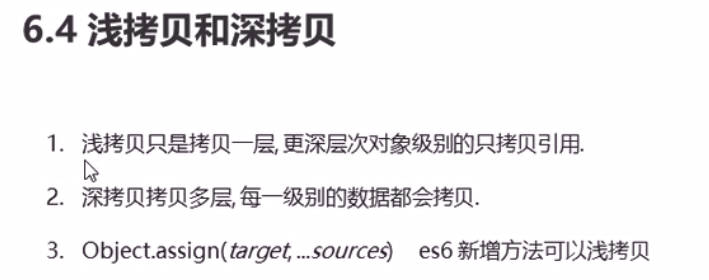 6.4 浅拷贝和深拷贝
1. 浅拷贝只是拷贝一层, 更深层次对象级别的只拷贝引用.
2. 深拷贝拷贝多层, 每一级别的数据都会拷贝.
3. Object.assign(target, ...sources) es6 新增方法可以浅拷贝